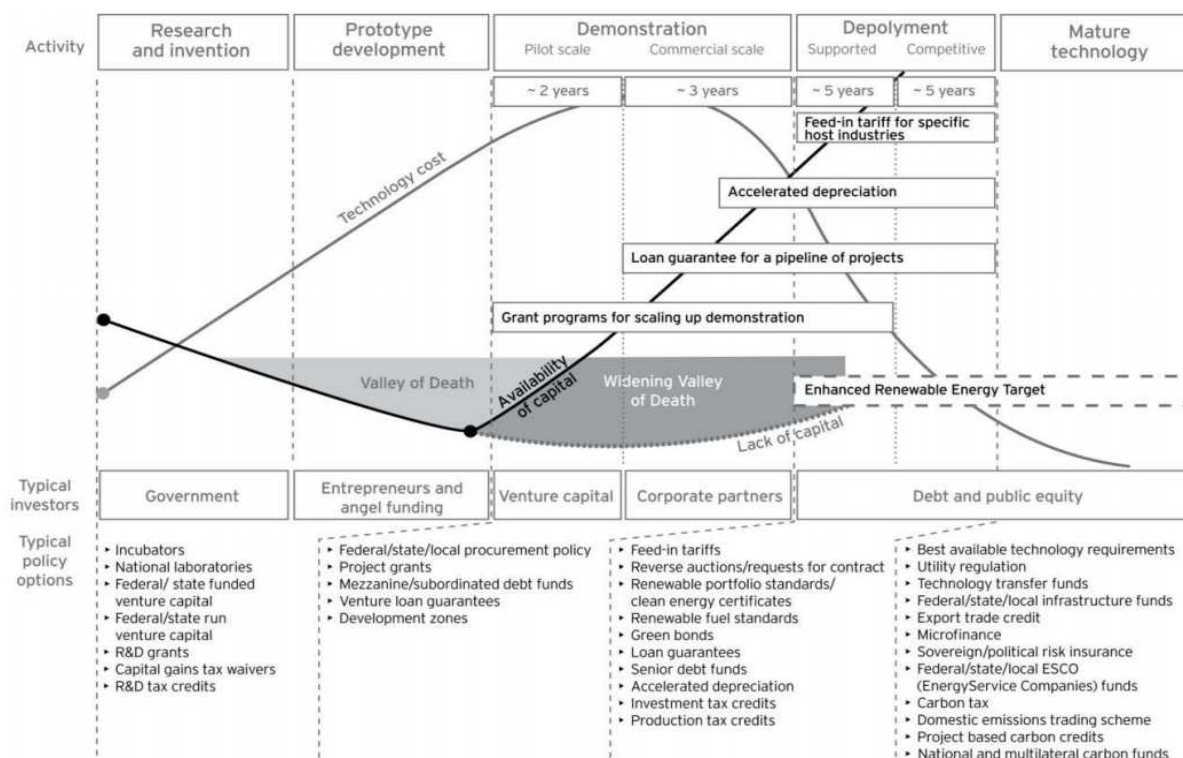 Activity
Research
and invention
Prototype
development
Demonstration
Pilot scale
Commercial scale
Depolyment
Supported
Competitive
Mature
technology
~ 2 years
~ 3 years
~ 5 years
~ 5 years
Feed-in tariff for specific
host industries
Technology cost
Accelerated depreciation
Loan guarantee for a pipeline of projects
Grant programs for scaling up demonstration
Valley of Death
Availability
of capital
Widening Valley
of Death
Enhanced Renewable Energy Target
Lack of capital
Typical
investors
Government
Entrepreneurs and
angel funding
Venture capital
Corporate partners
Debt and public equity
Typical
policy
options
‣ Incubators
‣ National laboratories
‣ Federal/ state funded
venture capital
‣ Federal/state run
venture capital
‣ R&D grants
‣ Capital gains tax waivers
‣ R&D tax credits
‣ Federal/state/local procurement policy
‣ Project grants
‣ Mezzanine/subordinated debt funds
‣ Venture loan guarantees
‣ Development zones
‣ Feed-in tariffs
‣ Reverse auctions/requests for contract
‣ Renewable portfolio standards/
clean energy certificates
‣ Renewable fuel standards
‣ Green bonds
‣ Loan guarantees
‣ Senior debt funds
‣ Accelerated depreciation
‣ Investment tax credits
‣ Production tax credits
‣ Best available technology requirements
‣ Utility regulation
‣ Technology transfer funds
‣ Federal/state/local infrastructure funds
‣ Export trade credit
‣ Microfinance
‣ Sovereign/political risk insurance
‣ Federal/state/local ESCO
(EnergyService Companies) funds
‣ Carbon tax
‣ Domestic emissions trading scheme
‣ Project based carbon credits
‣ National and multilateral carbon funds